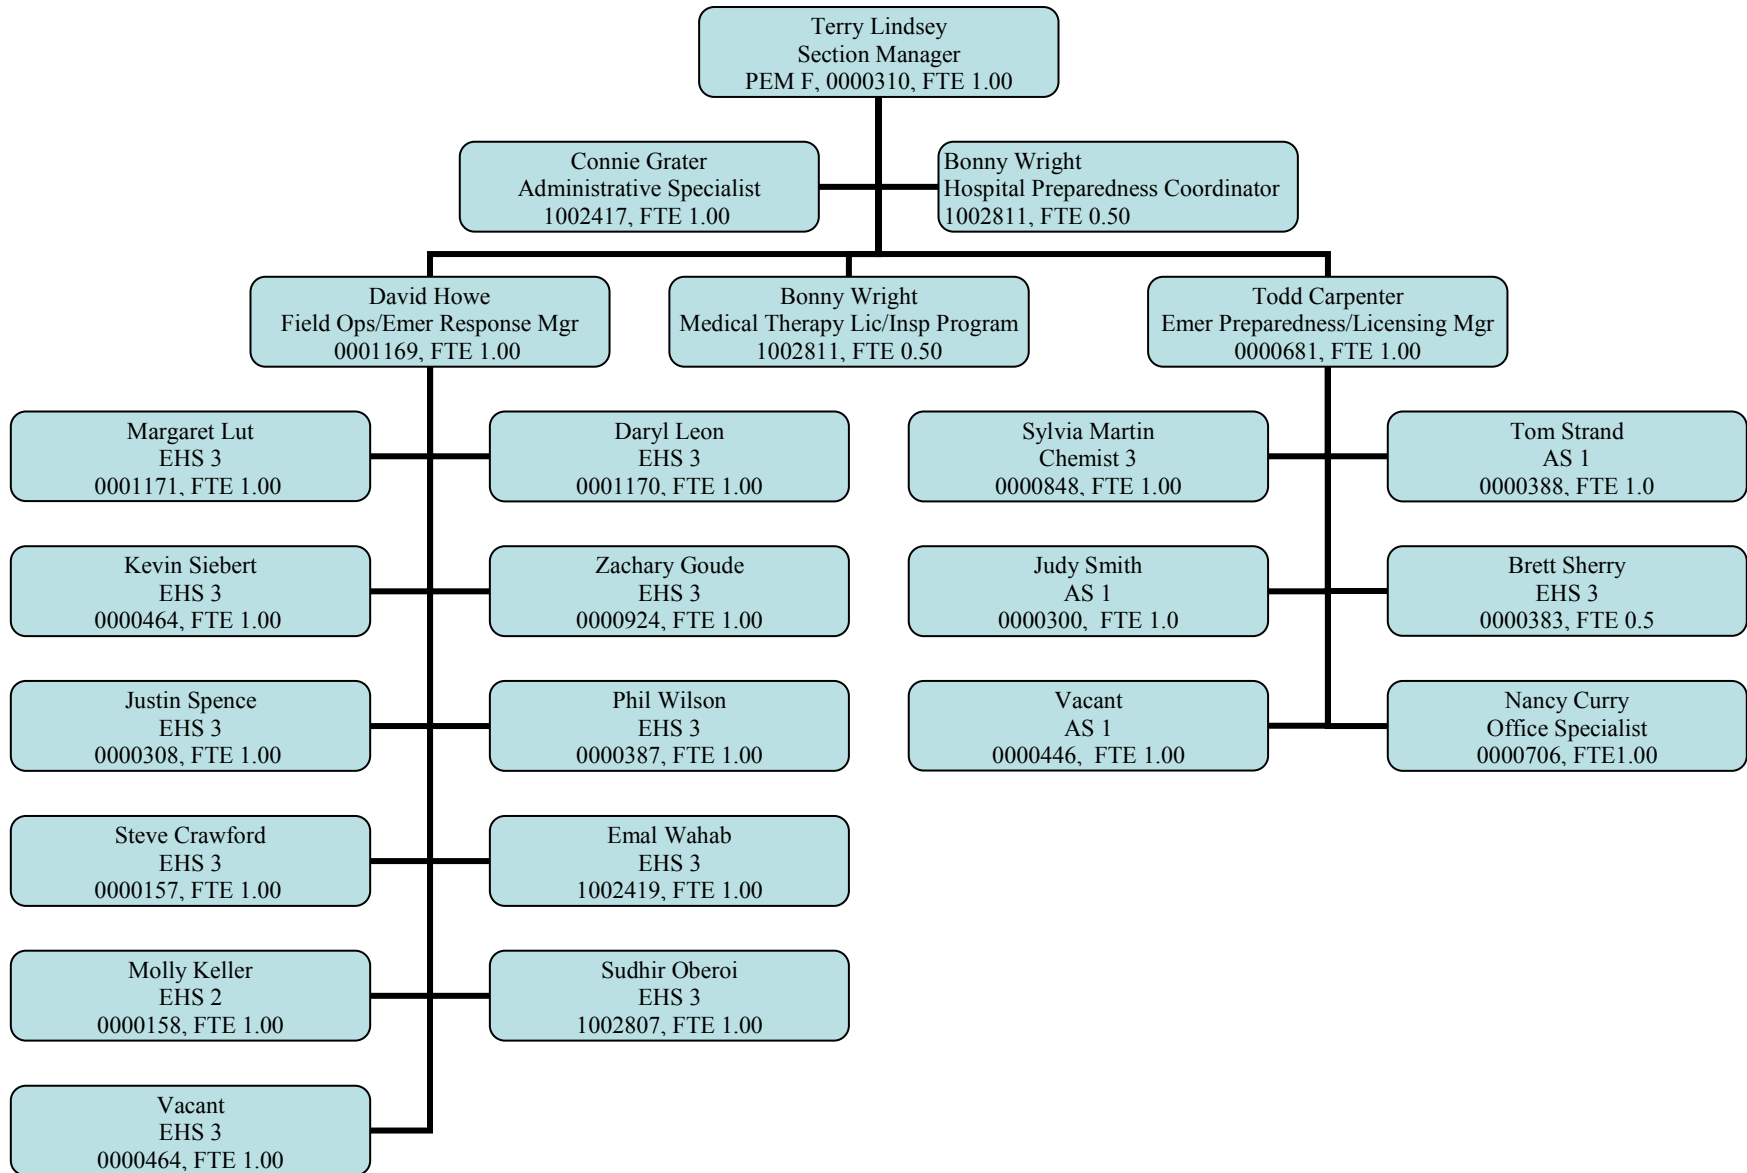 Terry Lindsey
Section Manager
PEM F, 0000310, FTE 1.00
Connie Grater
Administrative Specialist
1002417, FTE 1.00
Bonny Wright
Hospital Preparedness Coordinator
1002811, FTE 0.50
David Howe
Field Ops/Emer Response Mgr
0001169, FTE 1.00
Bonny Wright
Medical Therapy Lic/Insp Program
1002811, FTE 0.50
Todd Carpenter
Emer Preparedness/Licensing Mgr
0000681, FTE 1.00
Margaret Lut
EHS 3
0001171, FTE 1.00
Daryl Leon
EHS 3
0001170, FTE 1.00
Sylvia Martin
Chemist 3
0000848, FTE 1.00
Tom Strand
AS 1
0000388, FTE 1.0
Kevin Siebert
EHS 3
0000464, FTE 1.00
Zachary Goude
EHS 3
0000924, FTE 1.00
Judy Smith
AS 1
0000300,  FTE 1.0
Brett Sherry
EHS 3
0000383, FTE 0.5
Justin Spence
EHS 3
0000308, FTE 1.00
Phil Wilson
EHS 3
0000387, FTE 1.00
Vacant
AS 1
0000446,  FTE 1.00
Nancy Curry
Office Specialist
0000706, FTE1.00
Steve Crawford
EHS 3
0000157, FTE 1.00
Emal Wahab
EHS 3
1002419, FTE 1.00
Molly Keller
EHS 2
0000158, FTE 1.00
Sudhir Oberoi
EHS 3
1002807, FTE 1.00
Vacant
EHS 3
0000464, FTE 1.00